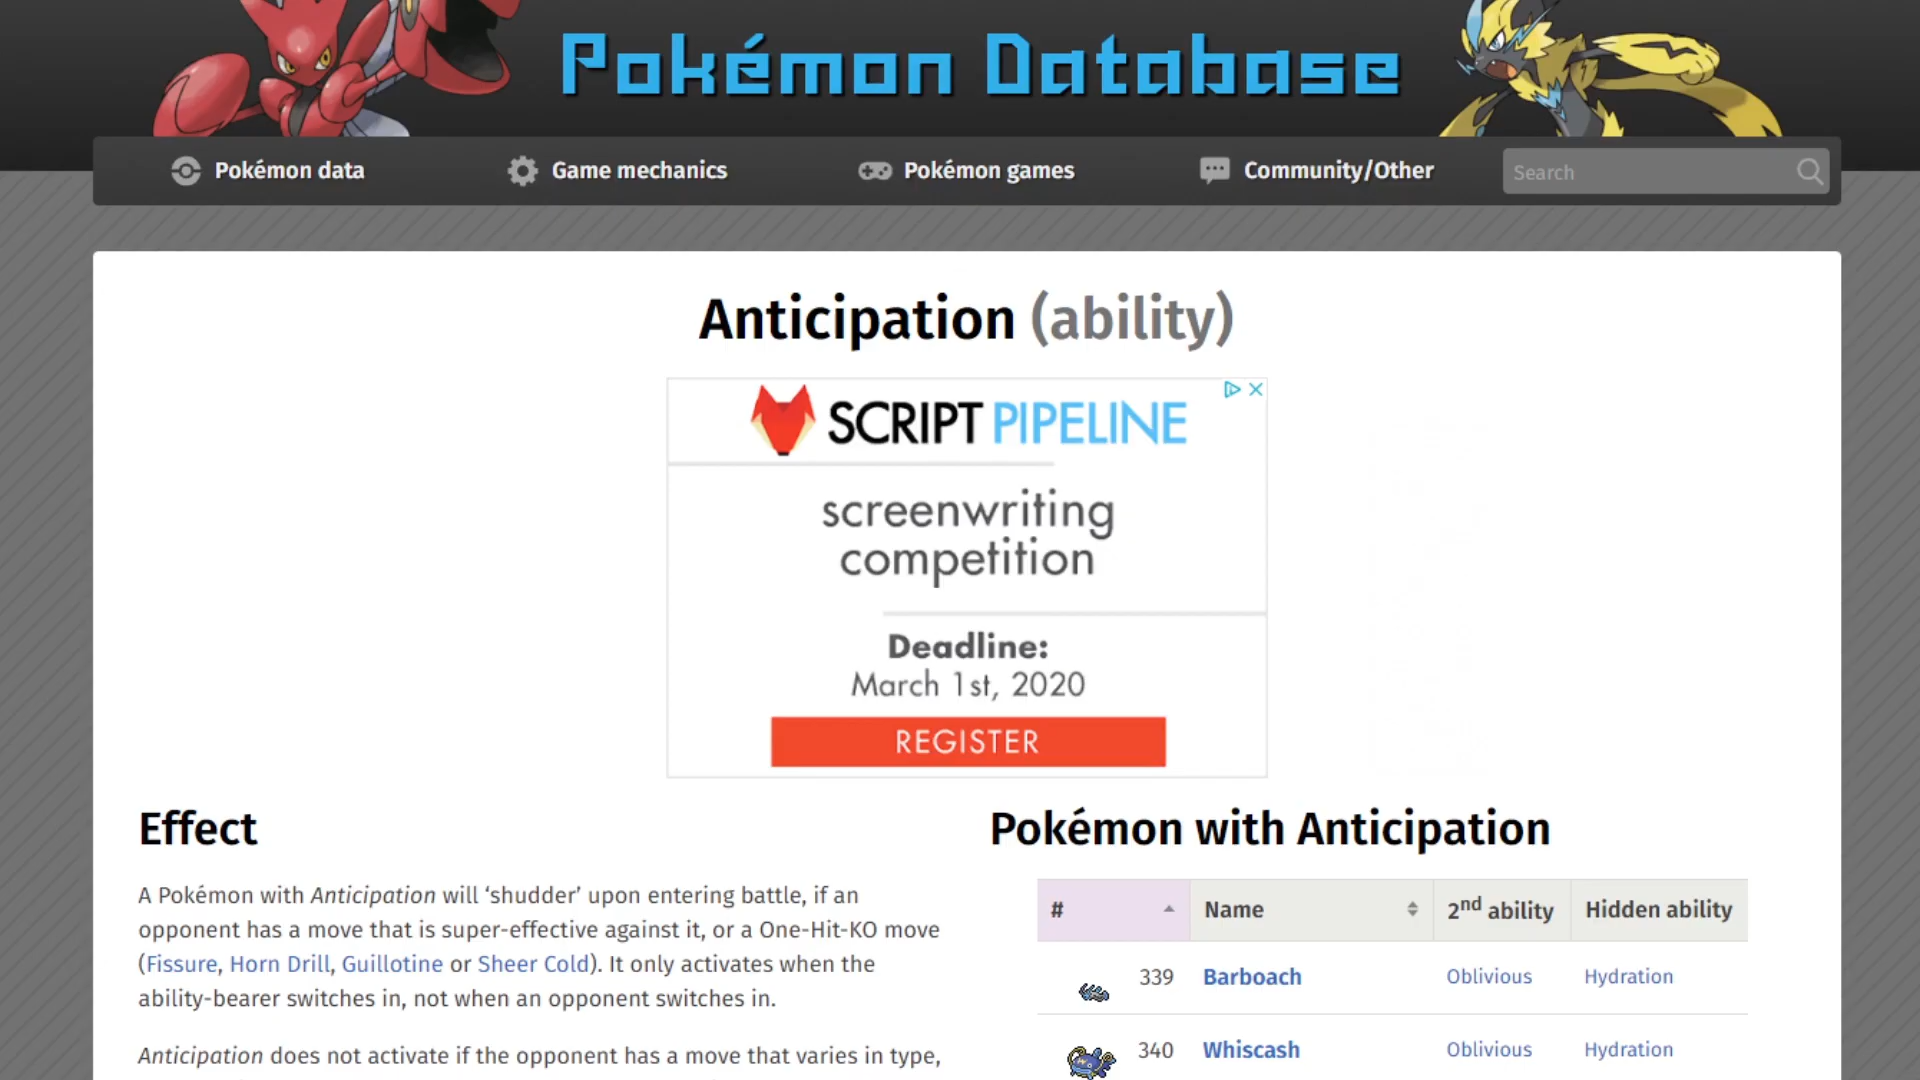 Pokémon Database
Pokémon data
Game mechanics
Pokémon games
Community/Other
Search
Anticipation (ability)
SCRIPT PIPELINE
screenwriting
competition
Deadline:
March 1st, 2020
REGISTER
Effect
A Pokémon with Anticipation will ‘shudder’ upon entering battle, if an
opponent has a move that is super-effective against it, or a One-Hit-KO move
(Fissure, Horn Drill, Guillotine or Sheer Cold). It only activates when the
ability-bearer switches in, not when an opponent switches in.
Anticipation does not activate if the opponent has a move that varies in type,
Pokémon with Anticipation
# Name 2nd ability Hidden ability
339 Barboach Oblivious Hydration
340 Whiscash Oblivious Hydration